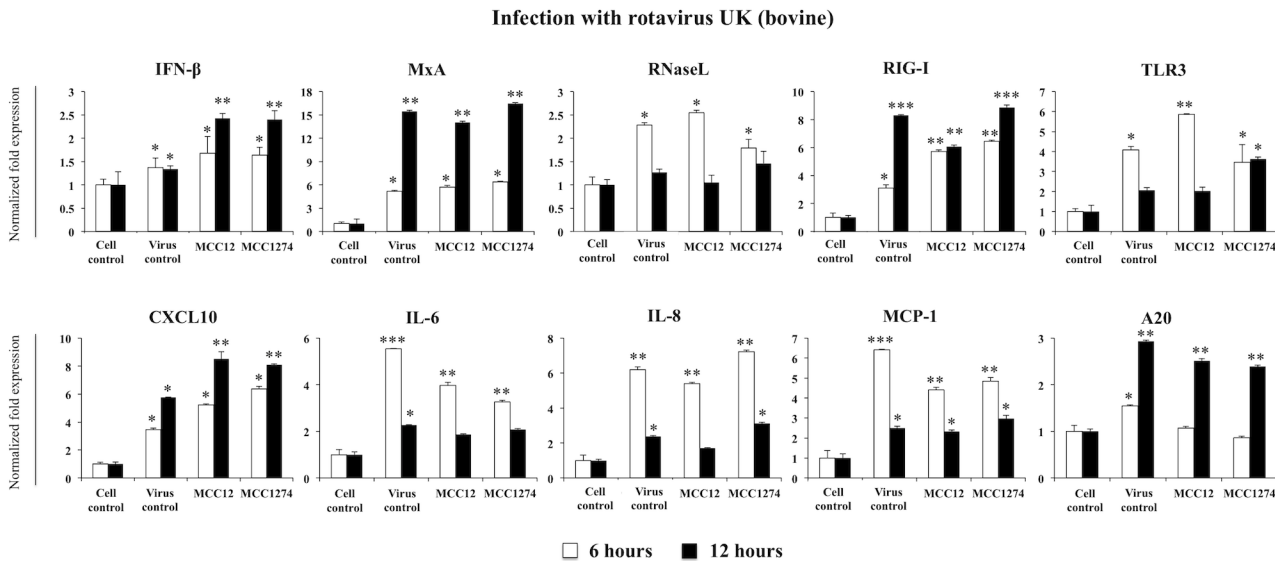 Infection with rotavirus UK (bovine)
IFN-β
MxA
RNaseL
RIG-I
TLR3
Normalized fold expression
3
2.5
2
1.5
1
0.5
0
* * * ** * **
Cell control
Virus control
MCC12
MCC1274
18
15
12
9
6
3
0
* ** * ** * **
Cell control
Virus control
MCC12
MCC1274
3
2.5
2
1.5
1
0.5
0
* * *
Cell control
Virus control
MCC12
MCC1274
10
8
6
4
2
0
* *** ** ** ** ***
Cell control
Virus control
MCC12
MCC1274
7
6
5
4
3
2
1
0
* ** * *
Cell control
Virus control
MCC12
MCC1274
CXCL10
IL-6
IL-8
MCP-1
A20
Normalized fold expression
10
8
6
4
2
0
* * * ** * **
Cell control
Virus control
MCC12
MCC1274
6
4
2
0
*** * ** **
Cell control
Virus control
MCC12
MCC1274
8
6
4
2
0
** * ** ** *
Cell control
Virus control
MCC12
MCC1274
7
6
5
4
3
2
1
0
*** * ** * ** *
Cell control
Virus control
MCC12
MCC1274
3
2
1
0
* ** ** **
Cell control
Virus control
MCC12
MCC1274
6 hours
12 hours